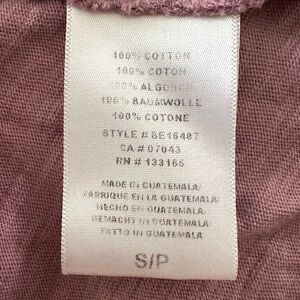 100% COTTON
100% COTON
100% ALGODON
100% BAUMWOLLE
100% COTONE
STYLE # BE16487
CA # 07043
RN # 133165
MADE IN GUATEMALA/
FABRIQUE EN LA GUATEMALA/
HECHO EN GUATEMALA/
GEMACHT IN GUATEMALA/
FATTO IN GUATEMALA
S/P